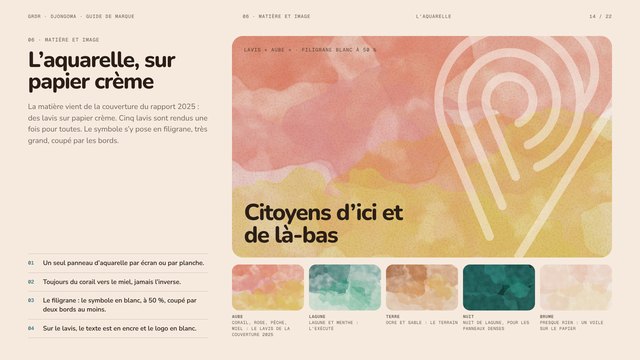 GRDR · DJONGOMA · GUIDE DE MARQUE
06 · MATIÈRE ET IMAGE
L'AQUARELLE
14 / 22
06 · MATIÈRE ET IMAGE
L’aquarelle, sur
papier crème
La matière vient de la couverture du rapport 2025 :
des lavis sur papier crème. Cinq lavis sont rendus une
fois pour toutes. Le symbole s’y pose en filigrane, très
grand, coupé par les bords.
01 Un seul panneau d’aquarelle par écran ou par planche.
02 Toujours du corail vers le miel, jamais l’inverse.
03 Le filigrane : le symbole en blanc, à 50 %, coupé par
deux bords au moins.
04 Sur le lavis, le texte est en encre et le logo en blanc.
LAVIS « AUBE » · FILIGRANE BLANC À 50 %
Citoyens d’ici et
de là-bas
AUBE
CORAIL, ROSE, PÊCHE,
MIEL : LE LAVIS DE LA
COUVERTURE 2025
LAGUNE
LAGUNE ET MENTHE :
L'EXÉCUTÉ
TERRE
OCRE ET SABLE : LE TERRAIN
NUIT
NUIT DE LAGUNE, POUR LES
PANNEAUX DENSES
BRUME
PRESQUE RIEN : UN VOILE
SUR LE PAPIER